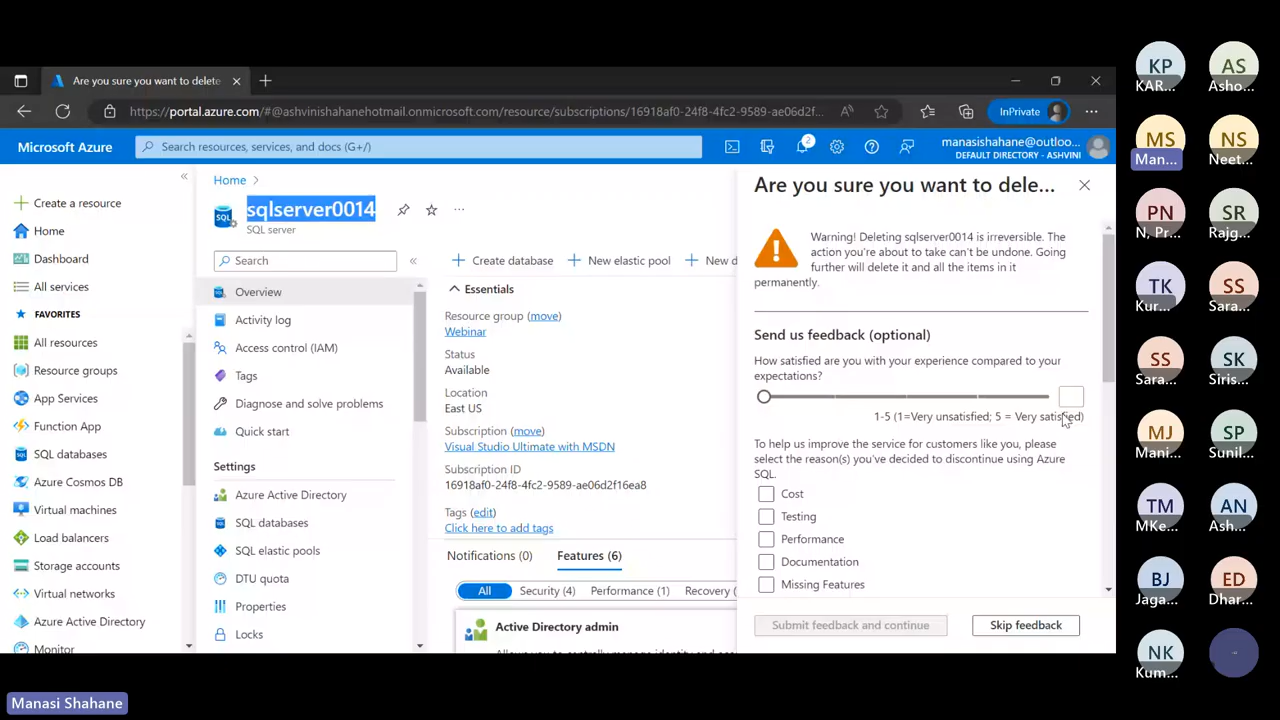 Are you sure you want to delete
https://portal.azure.com/#@ashvinishahanehotmail.onmicrosoft.com/resource/subscriptions/16918af0-24f8-4fc2-9589-ae06d2f...
InPrivate
Microsoft Azure
Search resources, services, and docs (G+/)
2
manasishahane@outloo...
DEFAULT DIRECTORY - ASHVINI
Create a resource
Home
Dashboard
All services
FAVORITES
All resources
Resource groups
App Services
Function App
SQL databases
Azure Cosmos DB
Virtual machines
Load balancers
Storage accounts
Virtual networks
Azure Active Directory
Monitor
Home
SQL
sqlserver0014
SQL server
Search
Overview
Activity log
Access control (IAM)
Tags
Diagnose and solve problems
Quick start
Settings
Azure Active Directory
SQL databases
SQL elastic pools
DTU quota
Properties
Locks
Create database
New elastic pool
New d
Essentials
Resource group (move)
Webinar
Status
Available
Location
East US
Subscription (move)
Visual Studio Ultimate with MSDN
Subscription ID
16918af0-24f8-4fc2-9589-ae06d2f16ea8
Tags (edit)
Click here to add tags
Notifications (0)
Features (6)
All
Security (4)
Performance (1)
Recovery (
Active Directory admin
Are you sure you want to dele...
Warning! Deleting sqlserver0014 is irreversible. The
action you're about to take can't be undone. Going
further will delete it and all the items in it
permanently.
Send us feedback (optional)
How satisfied are you with your experience compared to your
expectations?
1-5 (1=Very unsatisfied; 5 = Very satisfied)
To help us improve the service for customers like you, please
select the reason(s) you've decided to discontinue using Azure
SQL.
Cost
Testing
Performance
Documentation
Missing Features
Submit feedback and continue
Skip feedback
KP
KAR...
AS
Asho...
MS
Man...
NS
Neet...
PN
N, Pr...
SR
Rajg...
TK
Kur...
SS
Sara...
SS
Sara...
SK
Siris...
MJ
Mani...
SP
Sunil...
TM
MKe...
AN
Ash...
BJ
Jaga...
ED
Dhar...
NK
Kum...
Manasi Shahane